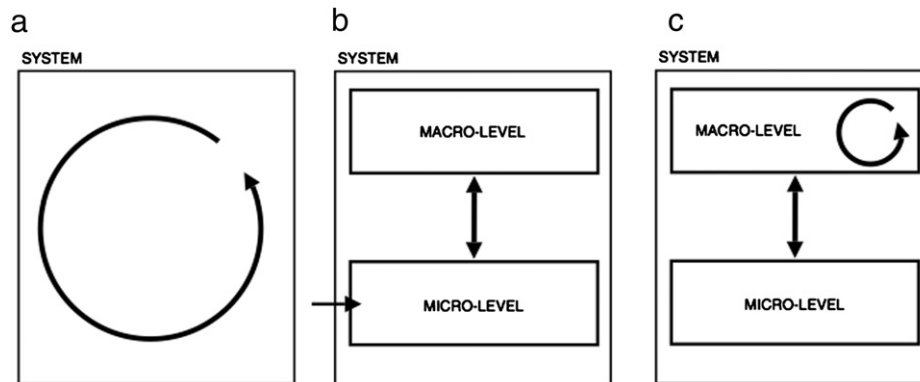 a
SYSTEM
b
SYSTEM
MACRO-LEVEL
MICRO-LEVEL
c
SYSTEM
MACRO-LEVEL
MICRO-LEVEL